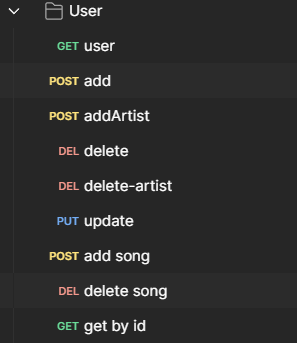 User
GET user
POST add
POST addArtist
DEL delete
DEL delete-artist
PUT update
POST add song
DEL delete song
GET get by id